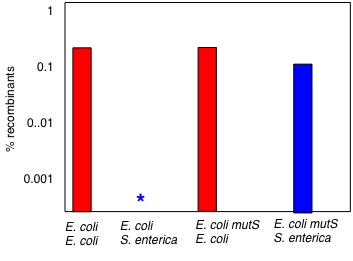 1
0.1
0..01
0.001
% recombinants
*
E. coli E. coli E. coli mutS E. coli mutS
E. coli S. enterica E. coli S. enterica